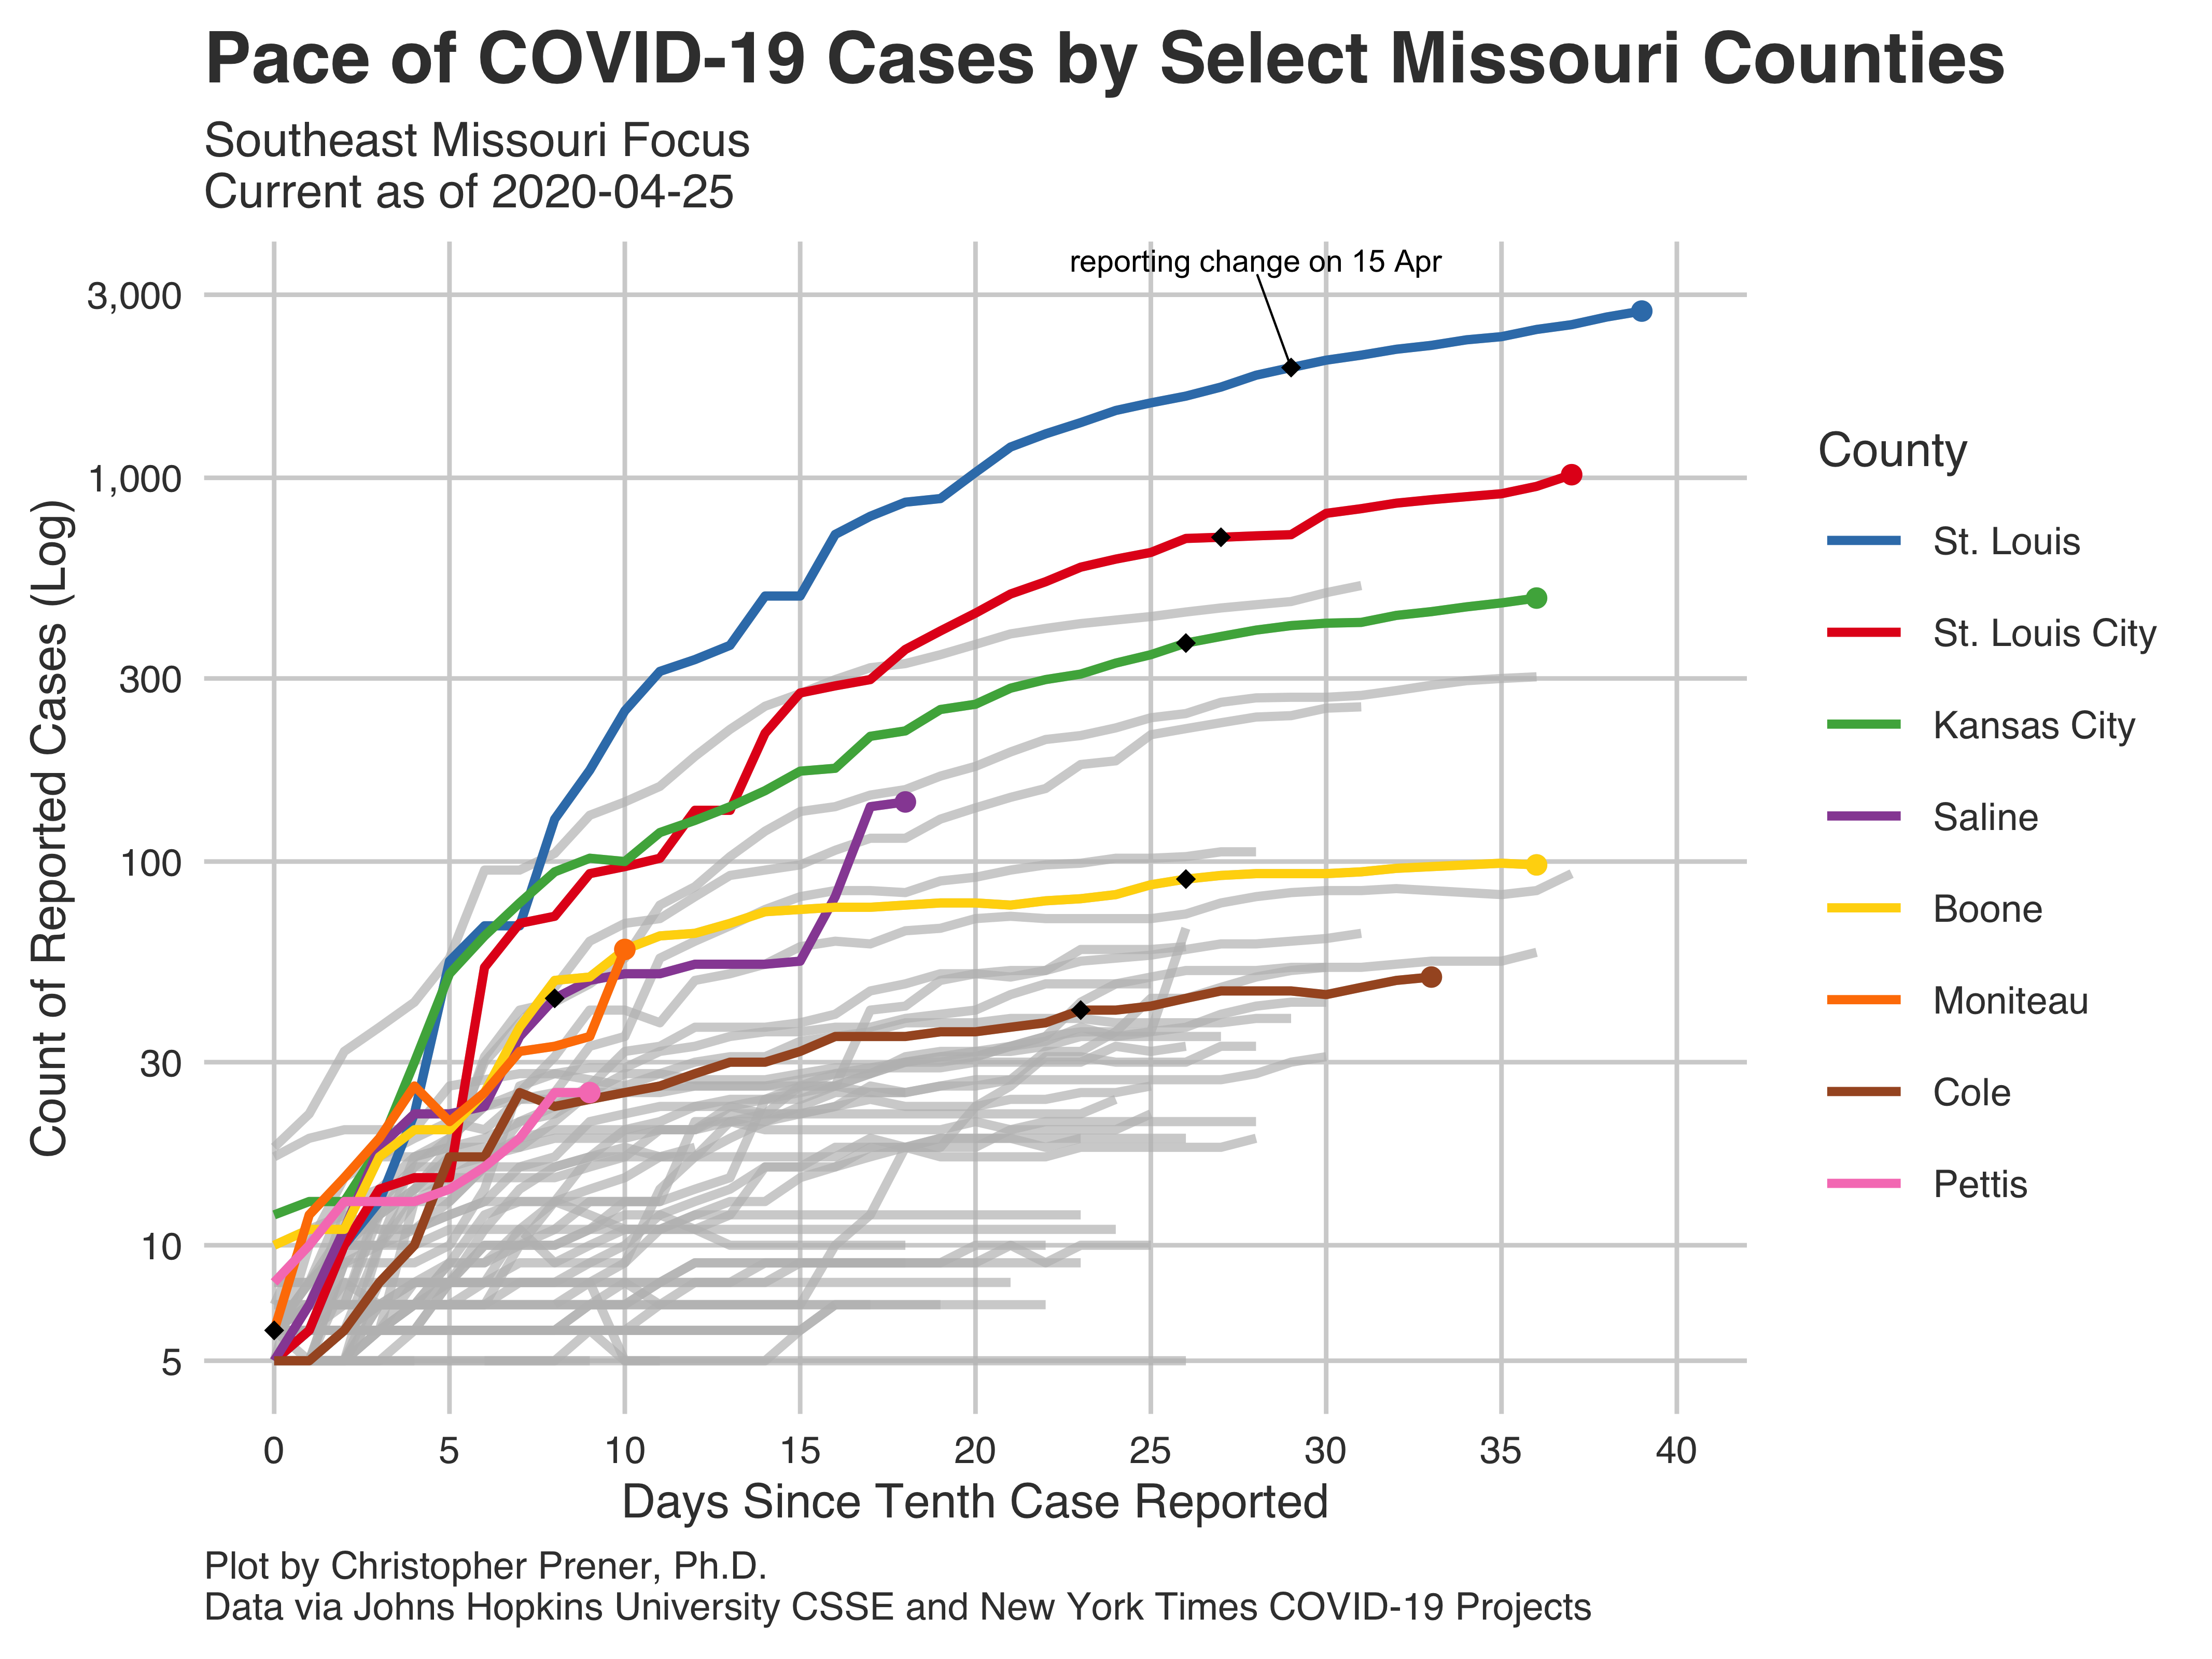 Pace of COVID-19 Cases by Select Missouri Counties
Southeast Missouri Focus
Current as of 2020-04-25
reporting change on 15 Apr
3,000
1,000
300
100
30
10
5
Count of Reported Cases (Log)
0 5 10 15 20 25 30 35 40
Days Since Tenth Case Reported
County
St. Louis
St. Louis City
Kansas City
Saline
Boone
Moniteau
Cole
Pettis
Plot by Christopher Prener, Ph.D.
Data via Johns Hopkins University CSSE and New York Times COVID-19 Projects